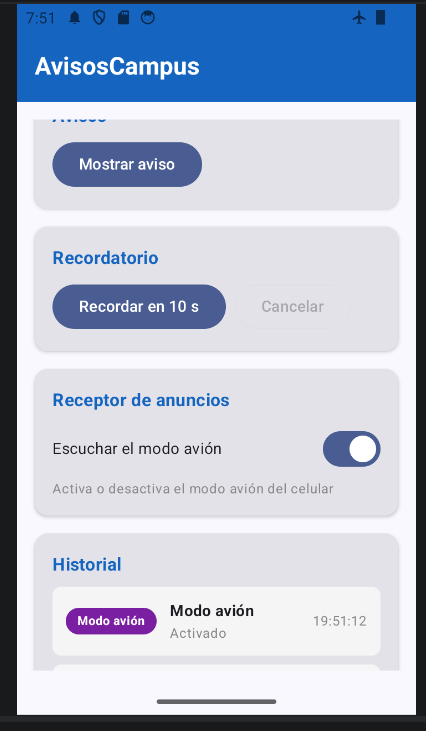 7:51
AvisosCampus
Avisos
Mostrar aviso
Recordatorio
Recordar en 10 s
Cancelar
Receptor de anuncios
Escuchar el modo avión
Activa o desactiva el modo avión del celular
Historial
Modo avión
Modo avión
Activado
19:51:12